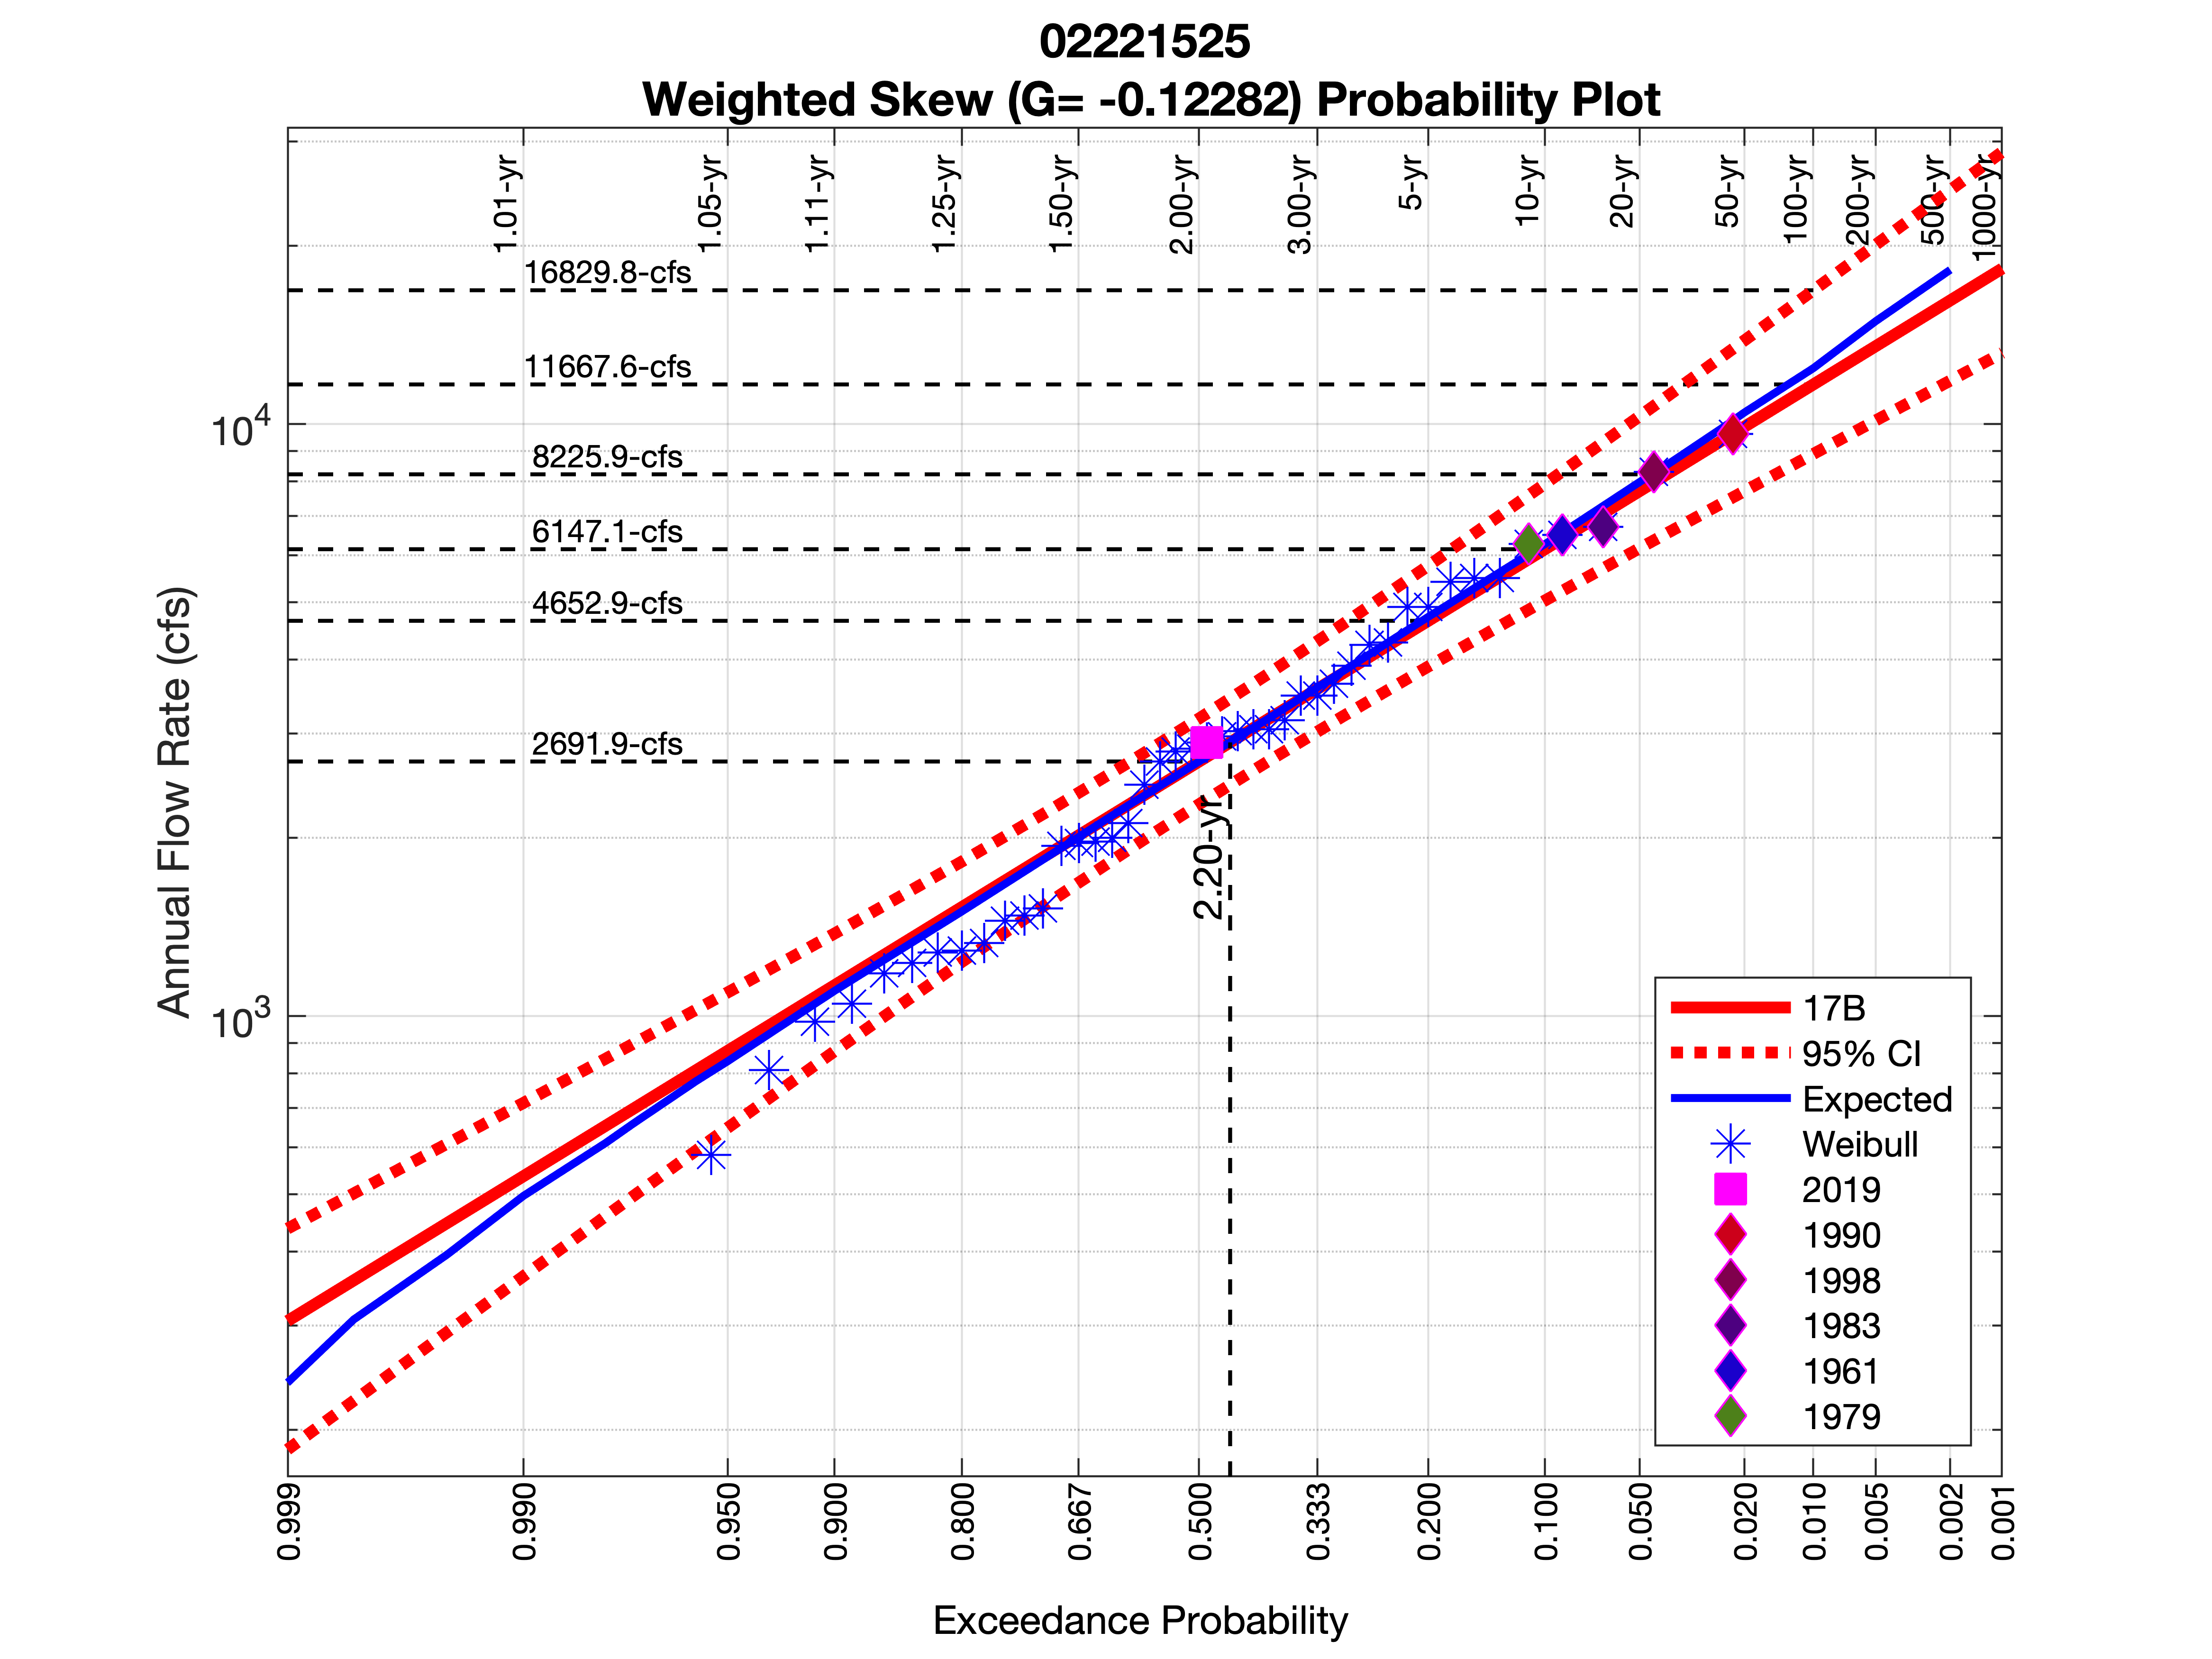 02221525
Weighted Skew (G= -0.12282) Probability Plot
1.01-yr
1.05-yr
1.11-yr
1.25-yr
1.50-yr
2.00-yr
3.00-yr
5-yr
10-yr
20-yr
50-yr
100-yr
200-yr
500-yr
1000-yr
16829.8-cfs
11667.6-cfs
8225.9-cfs
6147.1-cfs
4652.9-cfs
2691.9-cfs
2.20-yr
Annual Flow Rate (cfs)
10^4
10^3
17B
95% CI
Expected
Weibull
2019
1990
1998
1983
1961
1979
0.999
0.990
0.950
0.900
0.800
0.667
0.500
0.333
0.200
0.100
0.050
0.020
0.010
0.005
0.002
0.001
Exceedance Probability